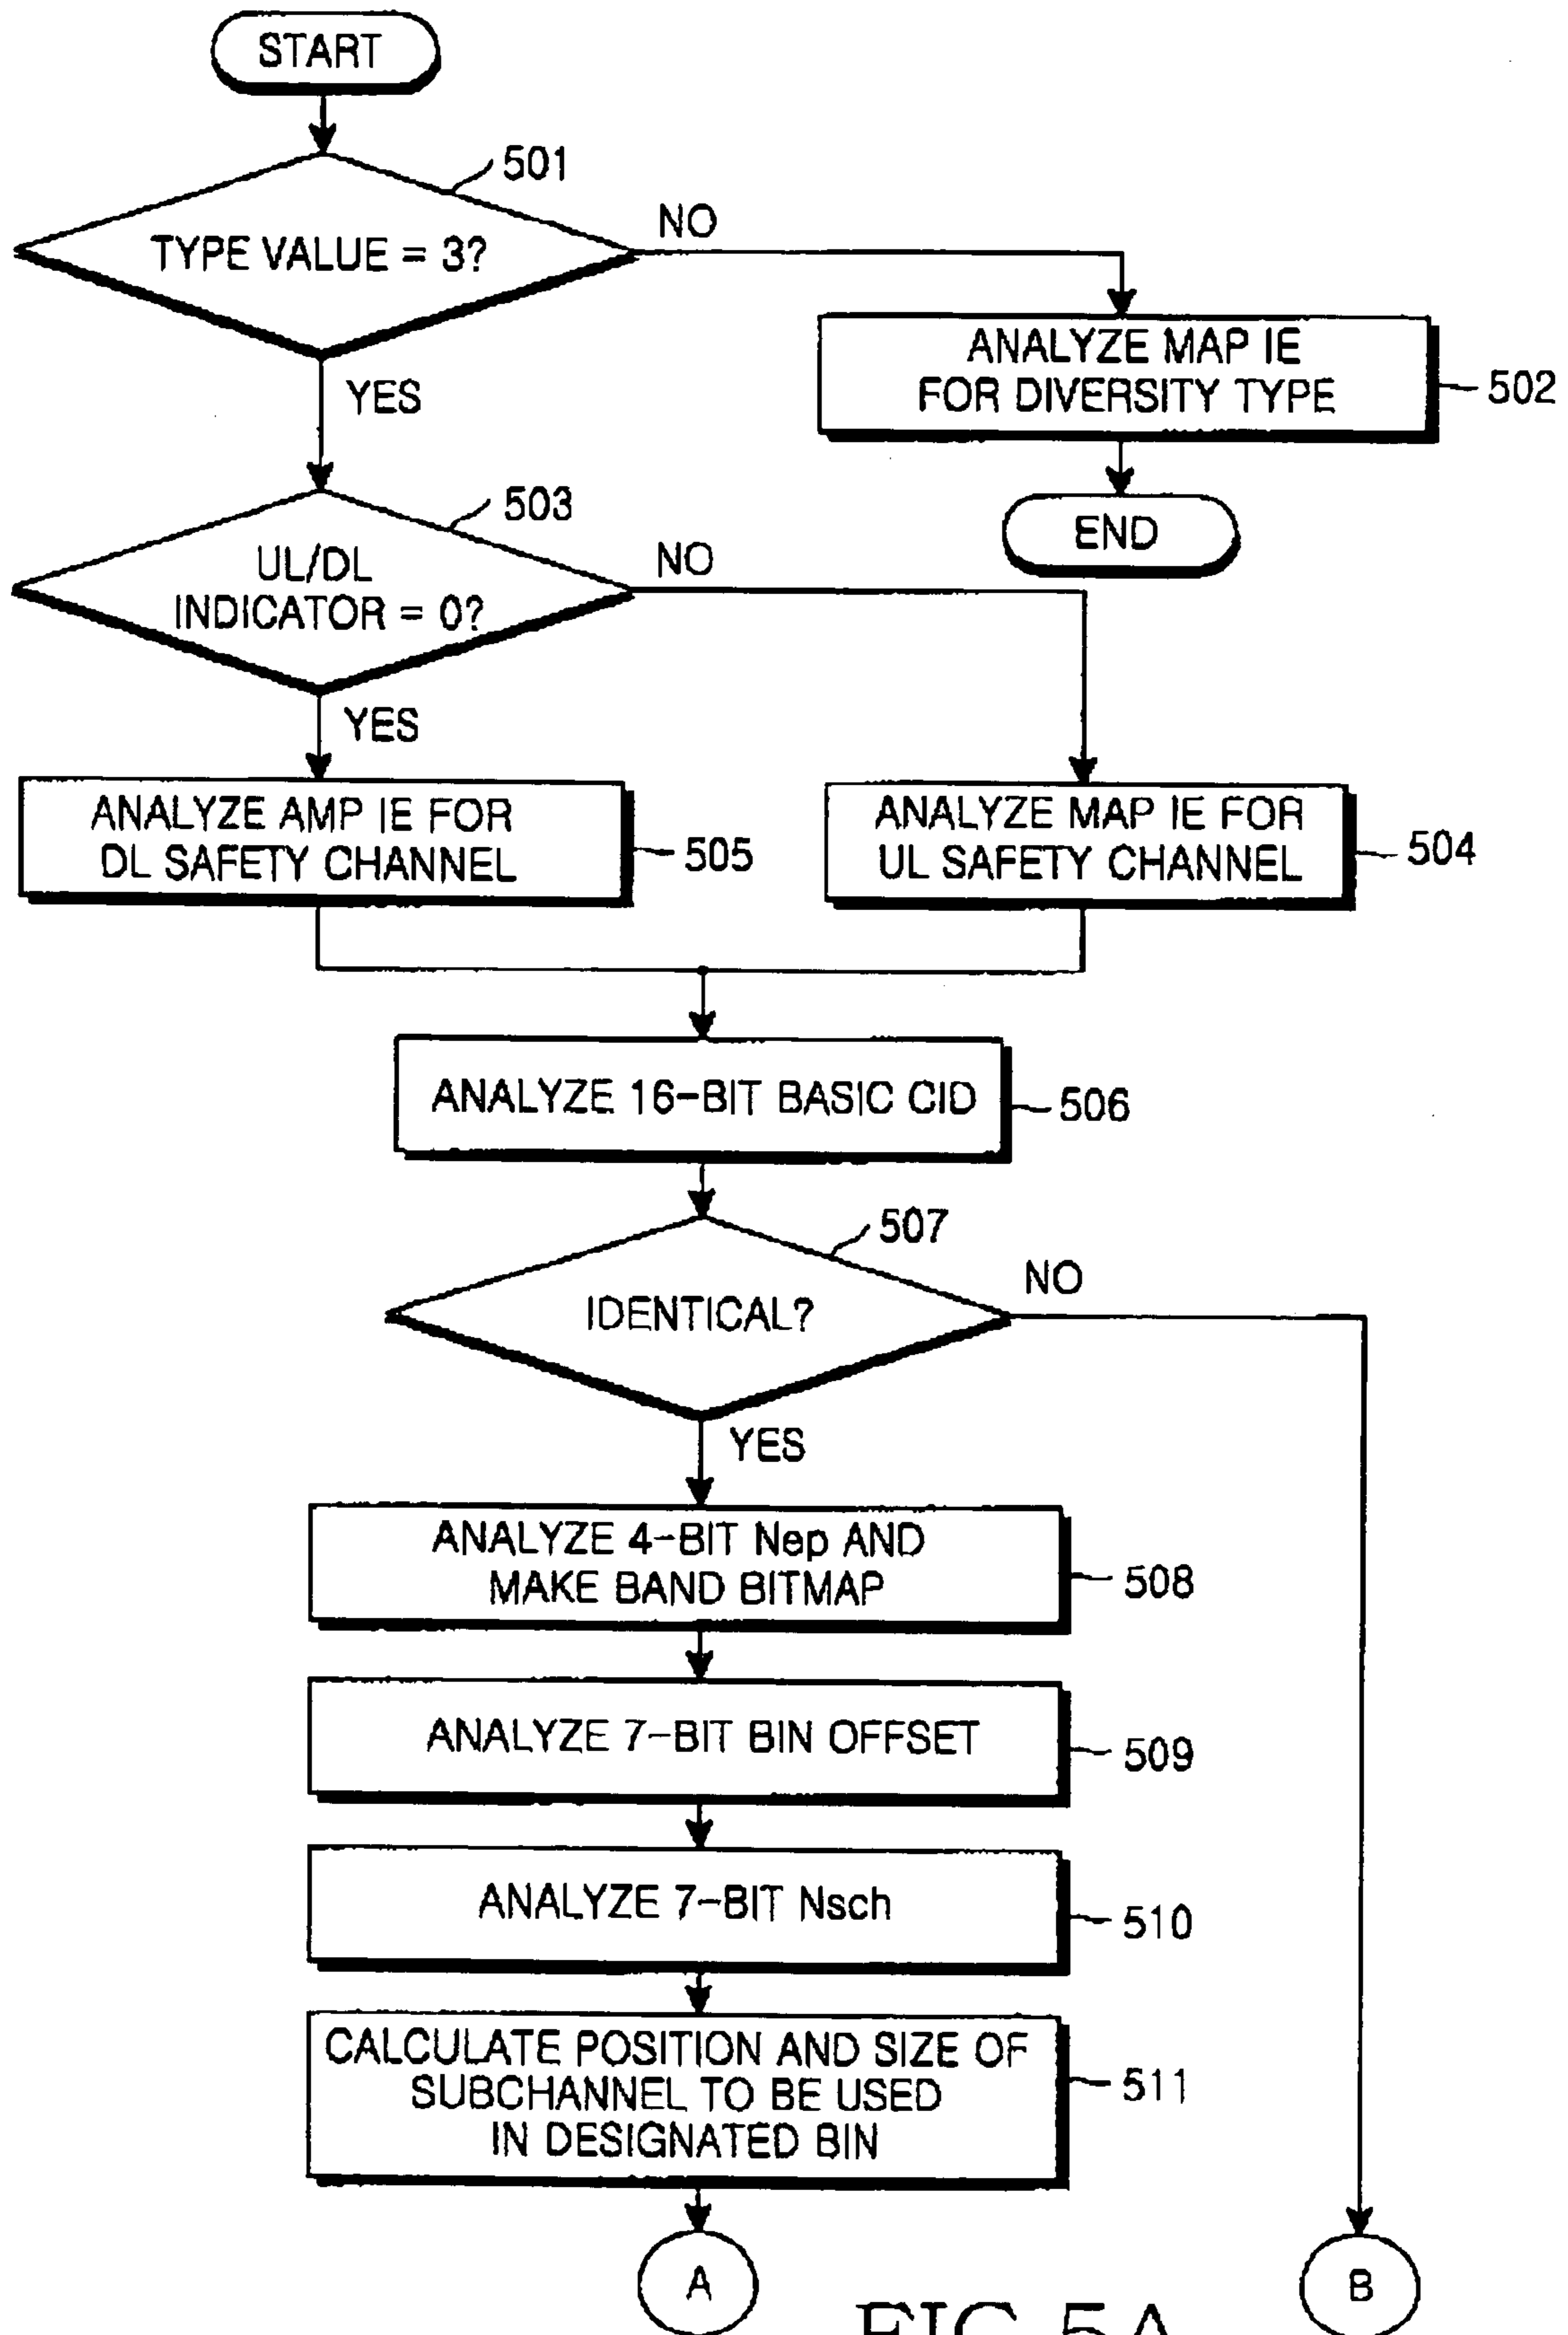 START
501
TYPE VALUE = 3?
NO
YES
ANALYZE MAP IE
FOR DIVERSITY TYPE
502
END
503
UL/DL
INDICATOR = 0?
NO
YES
ANALYZE AMP IE FOR
DL SAFETY CHANNEL
505
ANALYZE MAP IE FOR
UL SAFETY CHANNEL
504
ANALYZE 16-BIT BASIC CID
506
507
IDENTICAL?
NO
YES
ANALYZE 4-BIT Nep AND
MAKE BAND BITMAP
508
ANALYZE 7-BIT BIN OFFSET
509
ANALYZE 7-BIT Nsch
510
CALCULATE POSITION AND SIZE OF
SUBCHANNEL TO BE USED
IN DESIGNATED BIN
511
A
B
FIG.5A